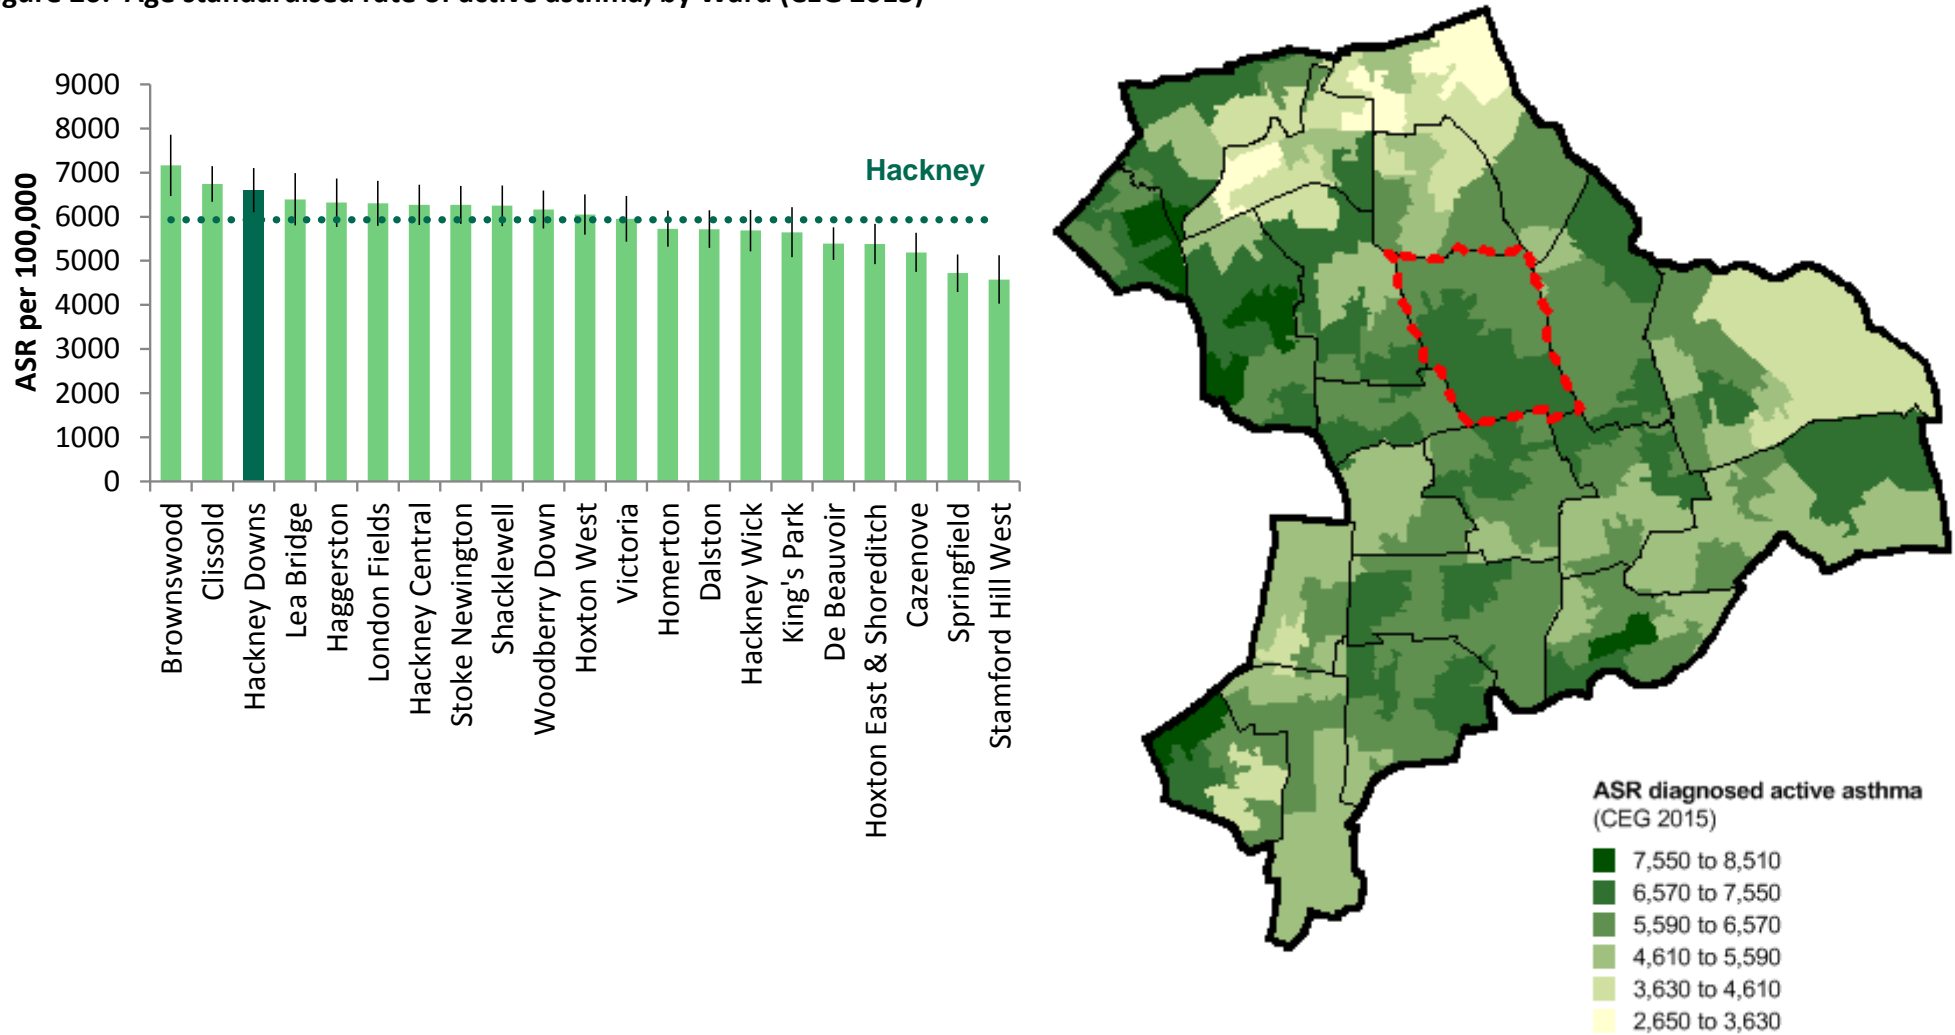 9000
8000
7000
6000
5000
4000
3000
2000
1000
0
ASR per 100,000
Hackney
Brownswood
Clissold
Hackney Downs
Lea Bridge
Haggerston
London Fields
Hackney Central
Stoke Newington
Shacklewell
Woodberry Down
Hoxton West
Victoria
Homerton
Dalston
Hackney Wick
King's Park
De Beauvoir
Hoxton East & Shoreditch
Cazenove
Springfield
Stamford Hill West
ASR diagnosed active asthma
(CEG 2015)
7,550 to 8,510
6,570 to 7,550
5,590 to 6,570
4,610 to 5,590
3,630 to 4,610
2,650 to 3,630